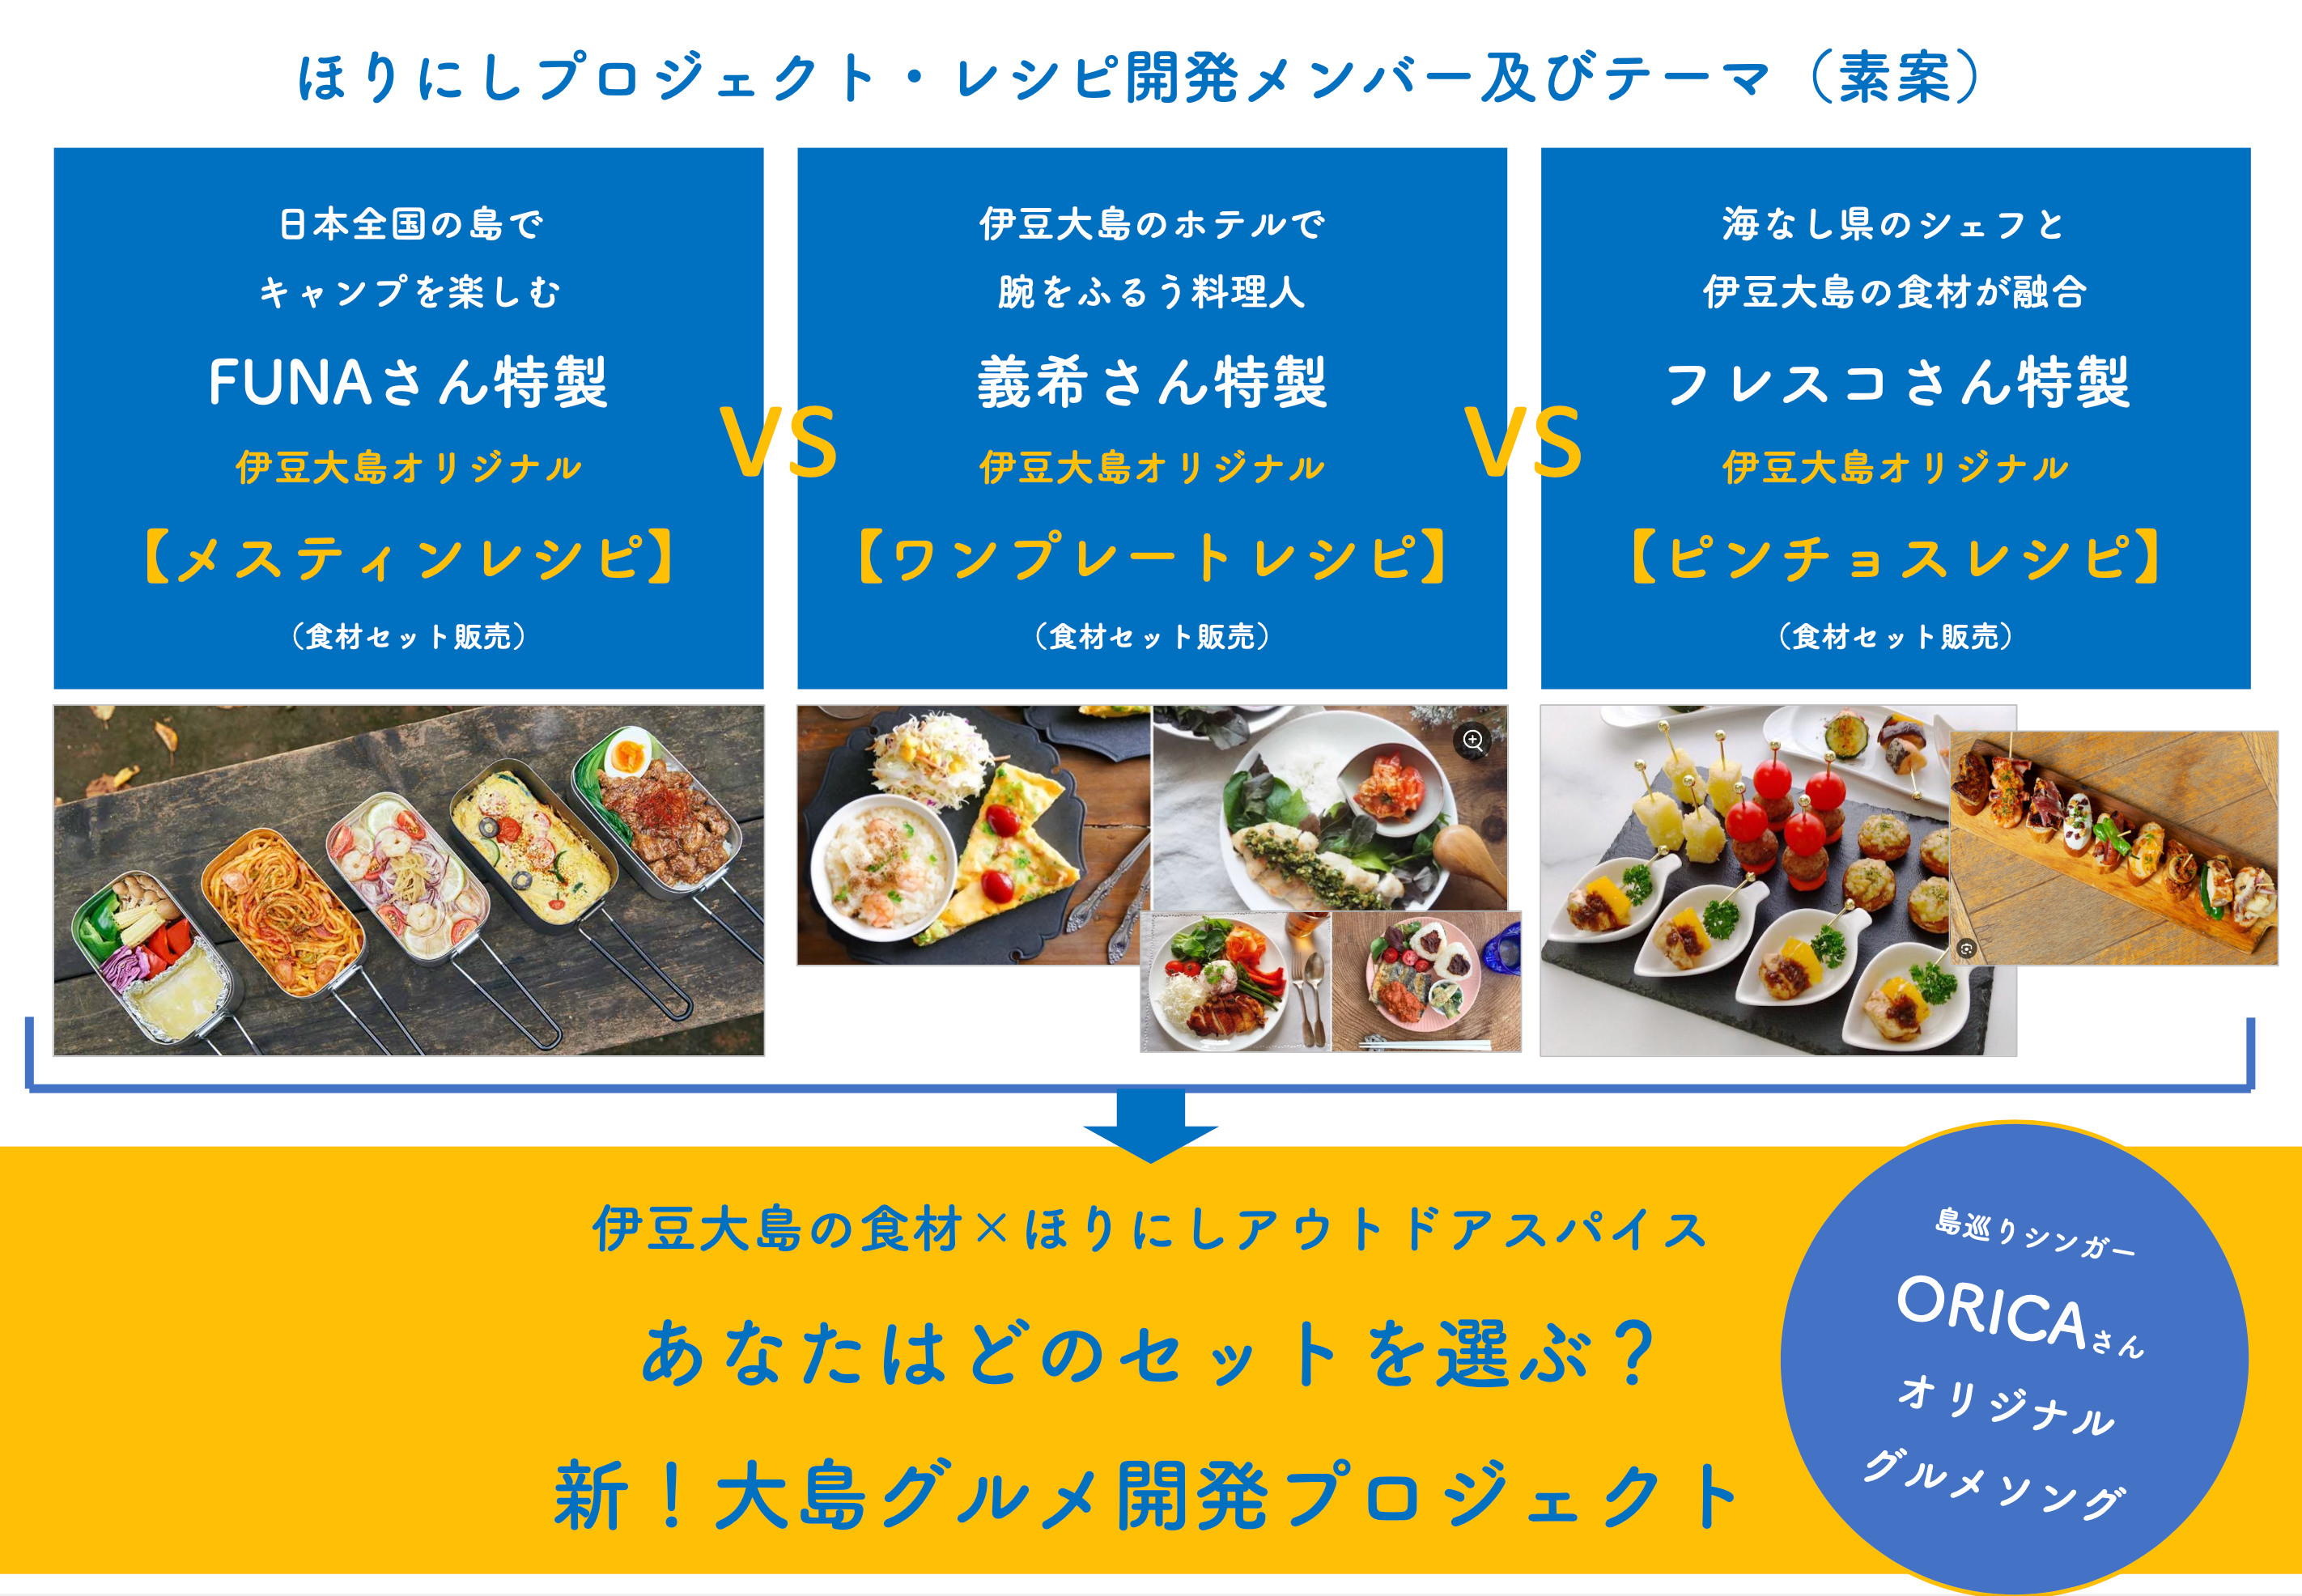 ほりにしプロジェクト・レシピ開発メンバー及びテーマ（素案）
日本全国の島で
キャンプを楽しむ
FUNAさん特製
伊豆大島オリジナル
【メスティンレシピ】
（食材セット販売）
VS
伊豆大島のホテルで
腕をふるう料理人
義希さん特製
伊豆大島オリジナル
【ワンプレートレシピ】
（食材セット販売）
VS
海なし県のシェフと
伊豆大島の食材が融合
フレスコさん特製
伊豆大島オリジナル
【ピンチョスレシピ】
（食材セット販売）
伊豆大島の食材×ほりにしアウトドアスパイス
あなたはどのセットを選ぶ？
新！大島グルメ開発プロジェクト
島巡りシンガー
ORICAさん
オリジナル
グルメソング